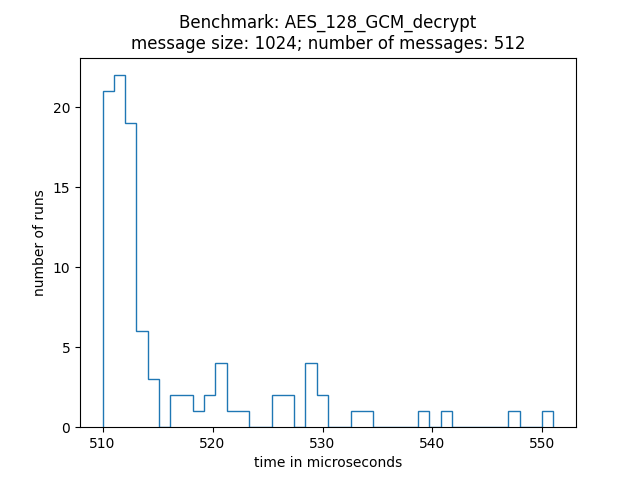 Benchmark: AES_128_GCM_decrypt
message size: 1024; number of messages: 512
20
15
10
5
0
number of runs
510 520 530 540 550
time in microseconds